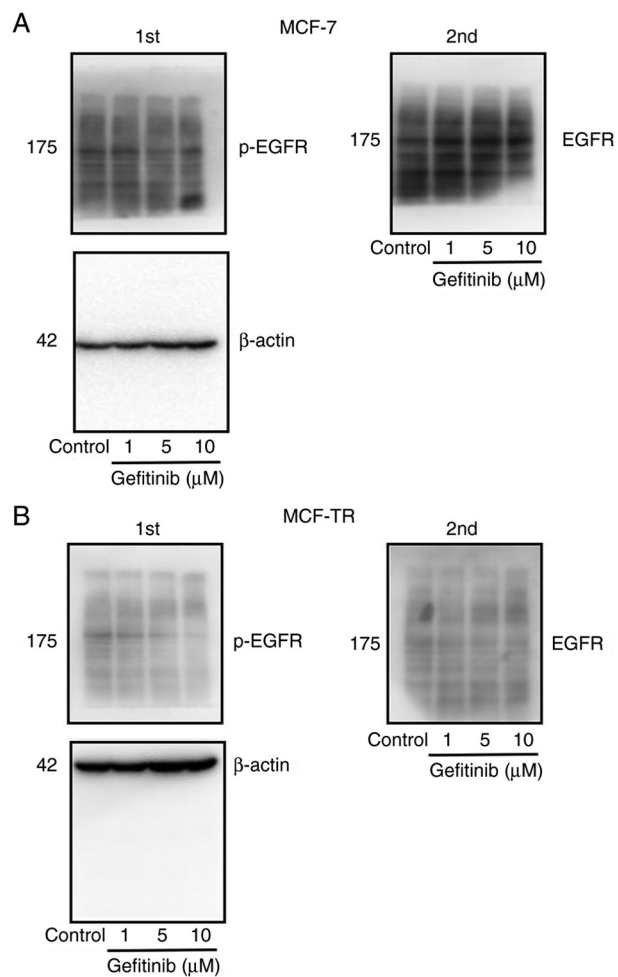 A
MCF-7
1st
2nd
175
p-EGFR
175
EGFR
Control 1 5 10
Gefitinib (μM)
42
β-actin
Control 1 5 10
Gefitinib (μM)
B
MCF-TR
1st
2nd
175
p-EGFR
175
EGFR
Control 1 5 10
Gefitinib (μM)
42
β-actin
Control 1 5 10
Gefitinib (μM)